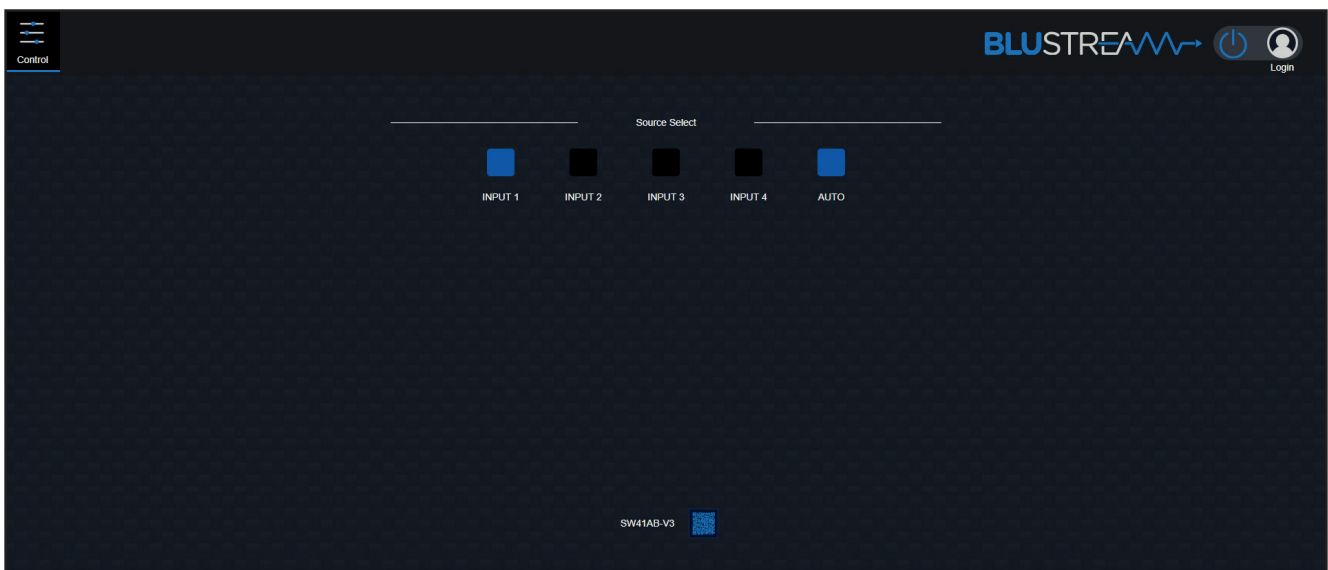 Control
BLUSTREAM
Login
Source Select
INPUT 1 INPUT 2 INPUT 3 INPUT 4 AUTO
SW41AB-V3